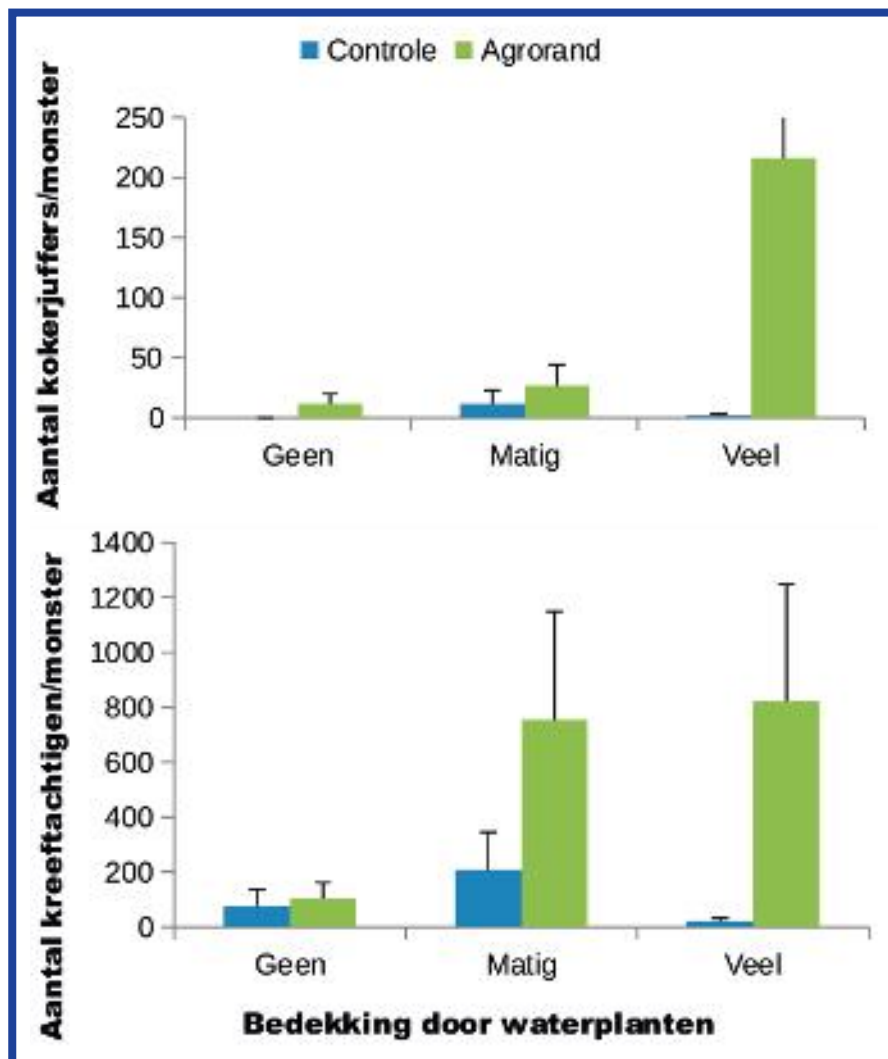 Controle Agrorand
Aantal kokerjuffers/monster
250
200
150
100
50
0
Geen Matig Veel
Aantal kreeftachtigen/monster
1400
1200
1000
800
600
400
200
0
Geen Matig Veel
Bedekking door waterplanten